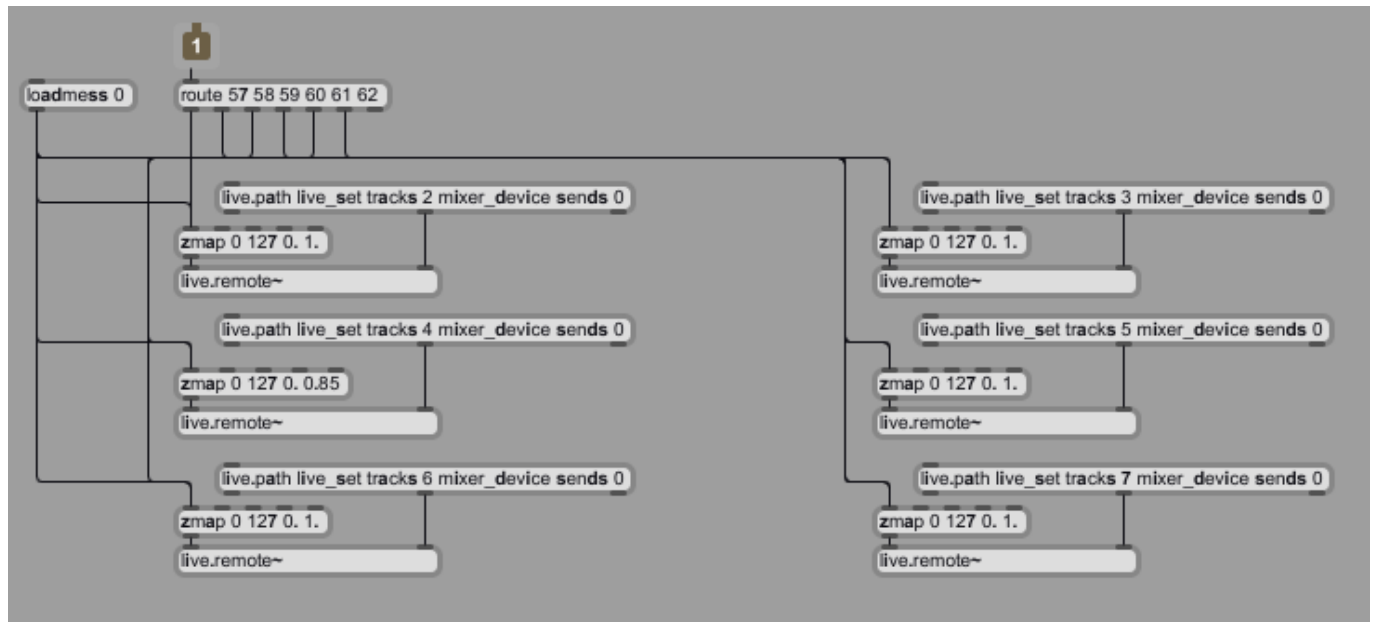 1
loadmess 0
route 57 58 59 60 61 62
live.path live_set tracks 2 mixer_device sends 0
live.path live_set tracks 3 mixer_device sends 0
zmap 0 127 0. 1.
zmap 0 127 0. 1.
live.remote~
live.remote~
live.path live_set tracks 4 mixer_device sends 0
live.path live_set tracks 5 mixer_device sends 0
zmap 0 127 0. 0.85
zmap 0 127 0. 1.
live.remote~
live.remote~
live.path live_set tracks 6 mixer_device sends 0
live.path live_set tracks 7 mixer_device sends 0
zmap 0 127 0. 1.
zmap 0 127 0. 1.
live.remote~
live.remote~